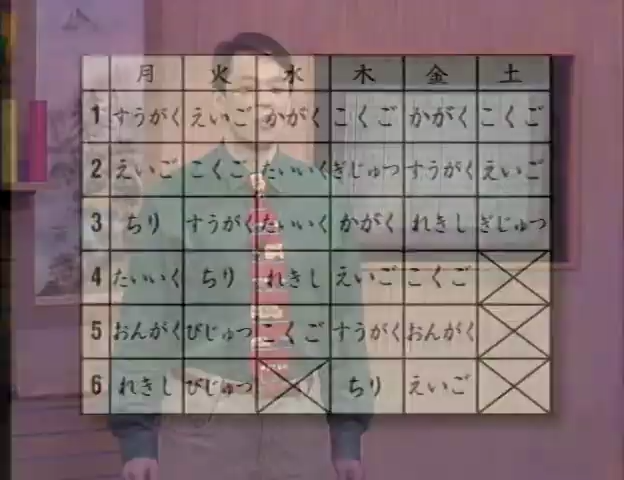 月 火 水 木 金 土
1 すうがく えいご かがく こくご かがく こくご
2 えいご こくご たいいく ぎじゅつ すうがく えいご
3 ちり すうがく たいいく かがく れきし ぎじゅつ
4 たいいく ちり れきし えいご こくご
5 おんがく びじゅつ こくご すうがく おんがく
6 れきし びじゅつ ちり えいご